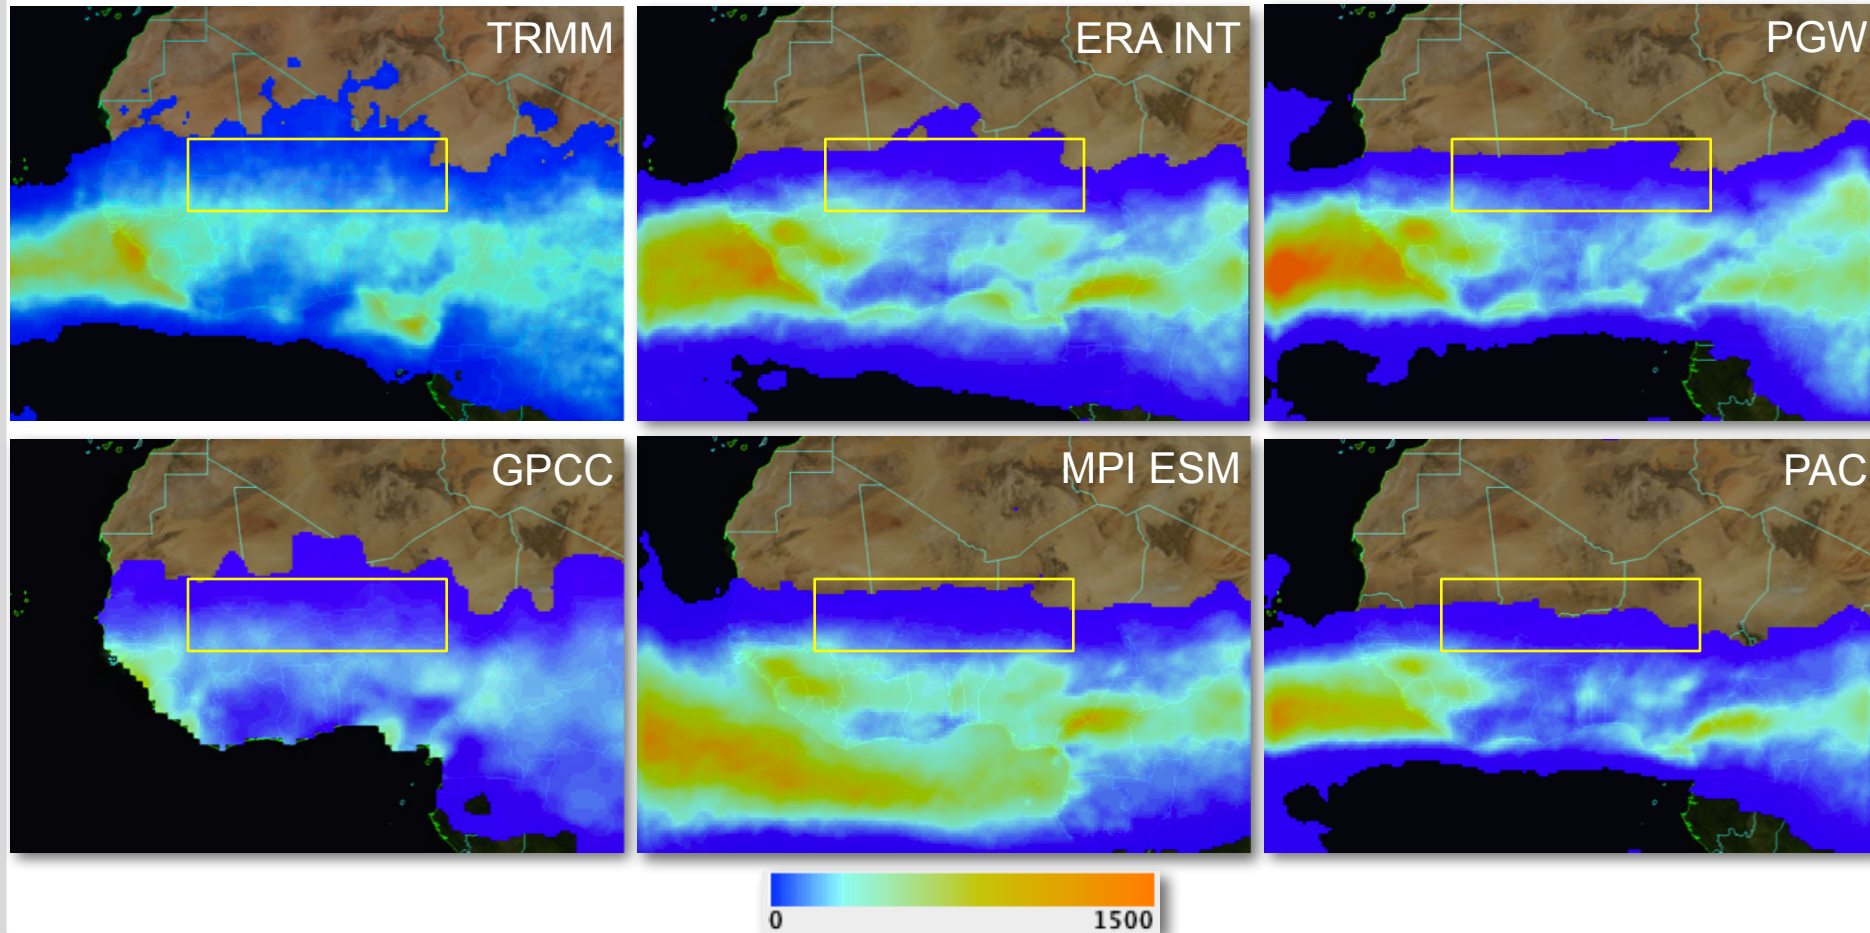 TRMM
ERA INT
PGW
GPCC
MPI ESM
PAC
0
1500